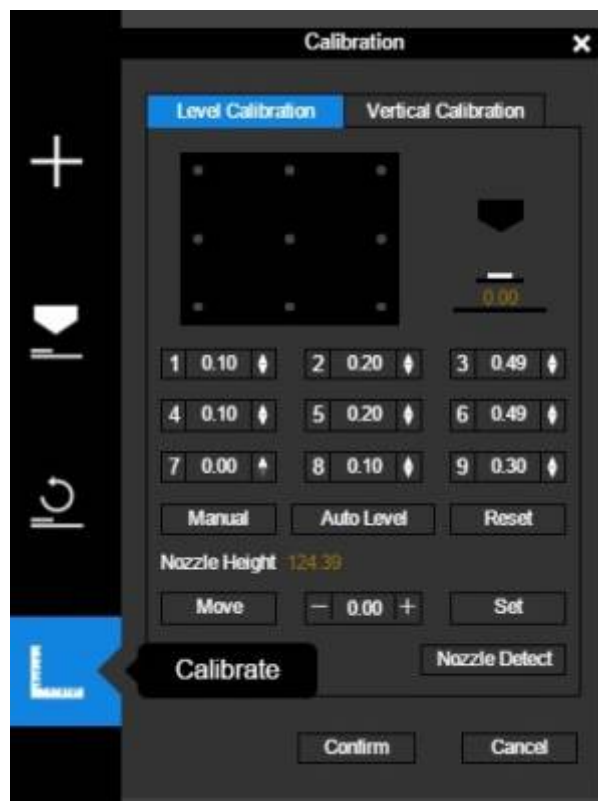 Calibration
Level Calibration Vertical Calibration
0.00
1 0.10 2 0.20 3 0.49
4 0.10 5 0.20 6 0.49
7 0.00 8 0.10 9 0.30
Manual Auto Level Reset
Nozzle Height 124.39
Move — 0.00 + Set
Calibrate
Nozzle Detect
Confirm Cancel